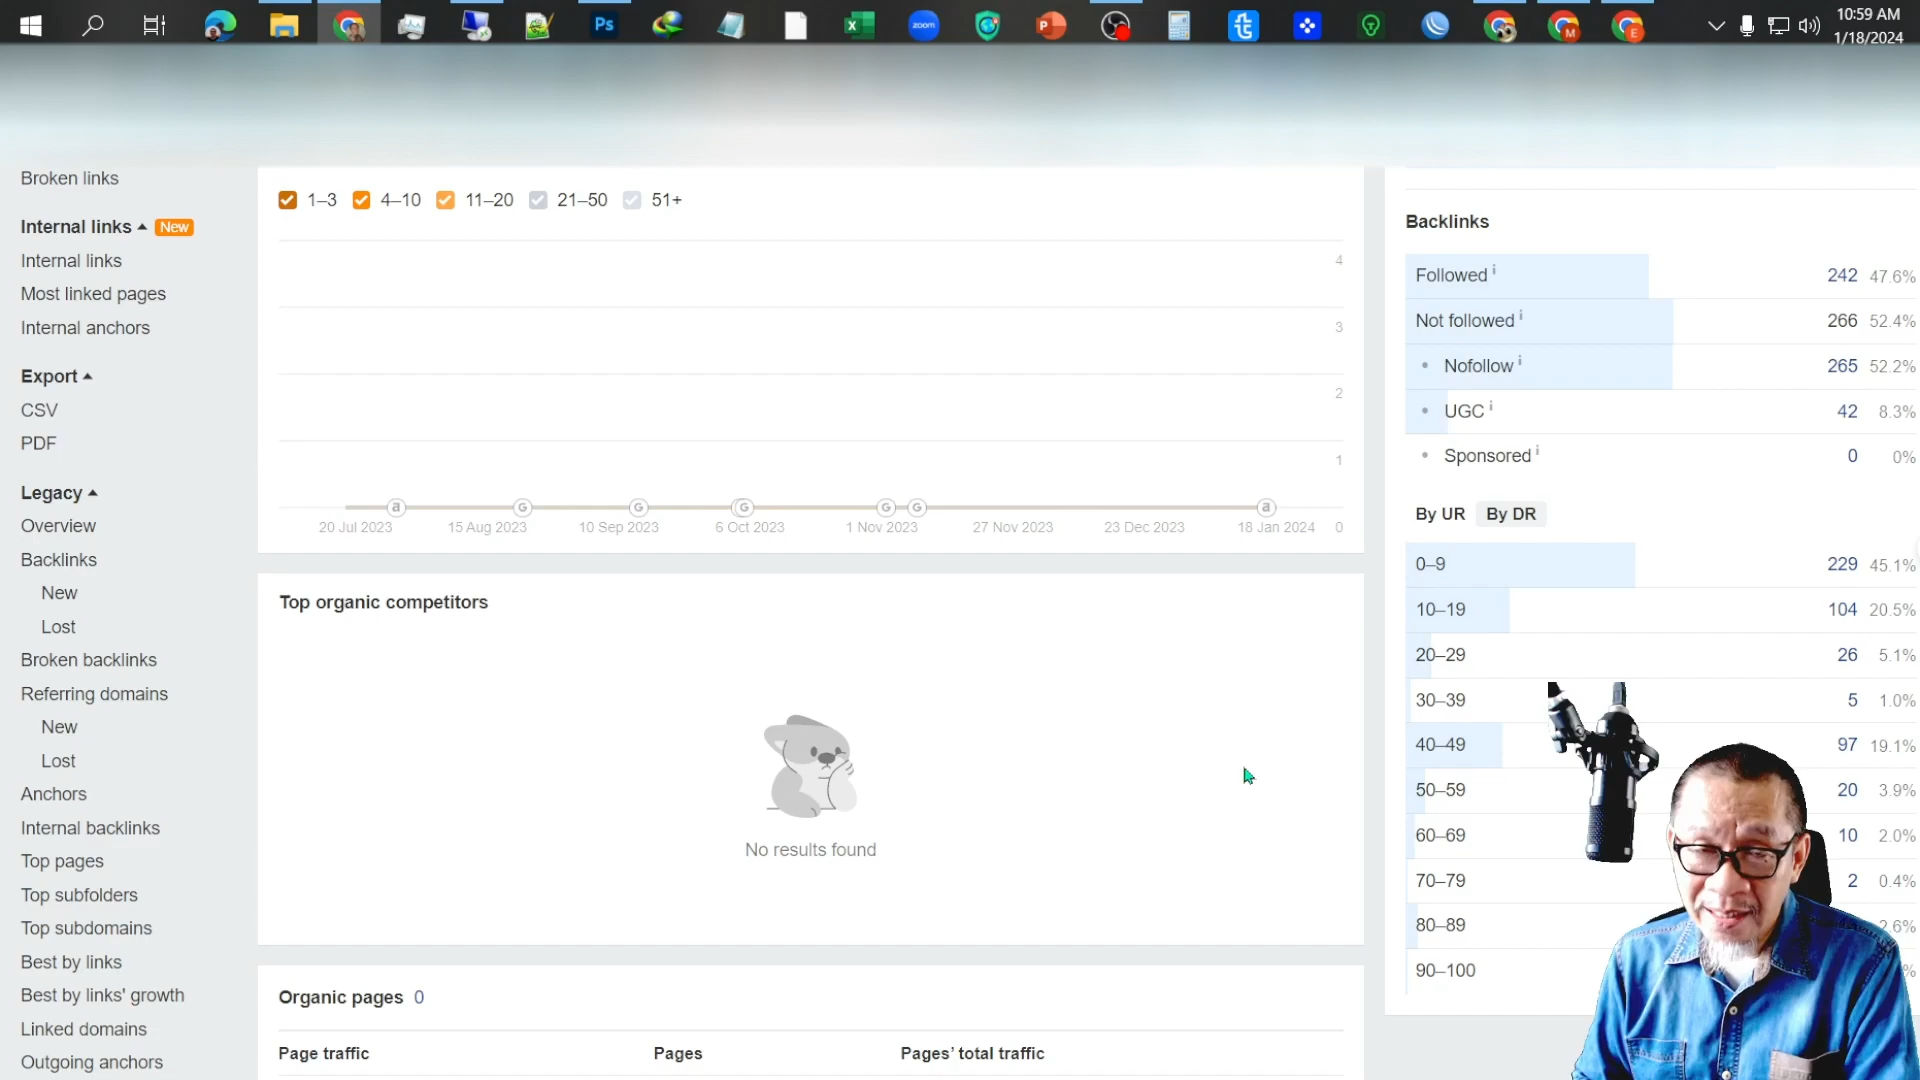 zoom
10:59 AM
1/18/2024
Broken links
Internal links New
Internal links
Most linked pages
Internal anchors
Export
CSV
PDF
Legacy
Overview
Backlinks
New
Lost
Broken backlinks
Referring domains
New
Lost
Anchors
Internal backlinks
Top pages
Top subfolders
Top subdomains
Best by links
Best by links' growth
Linked domains
Outgoing anchors
1–3 4–10 11–20 21–50 51+
4
3
2
1
a G G G G G a
20 Jul 2023 15 Aug 2023 10 Sep 2023 6 Oct 2023 1 Nov 2023 27 Nov 2023 23 Dec 2023 18 Jan 2024 0
Top organic competitors
No results found
Organic pages 0
Page traffic Pages Pages’ total traffic
Backlinks
Followed i 242 47.6%
Not followed i 266 52.4%
• Nofollow i 265 52.2%
• UGC i 42 8.3%
• Sponsored i 0 0%
By UR By DR
0–9 229 45.1%
10–19 104 20.5%
20–29 26 5.1%
30–39 5 1.0%
40–49 97 19.1%
50–59 20 3.9%
60–69 10 2.0%
70–79 2 0.4%
80–89 2.6%
90–100 %